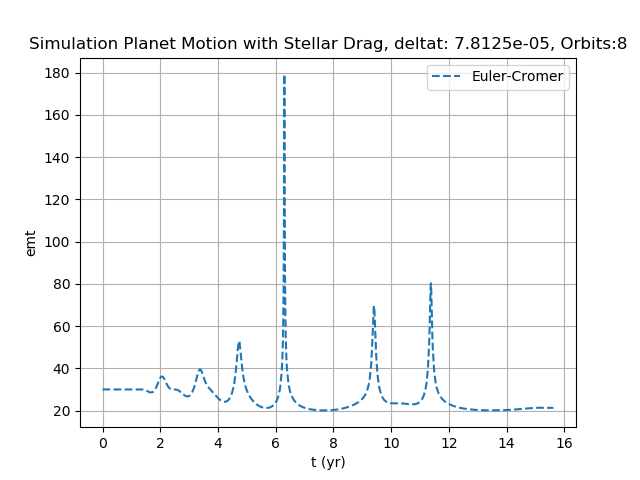 Simulation Planet Motion with Stellar Drag, deltat: 7.8125e-05, Orbits:8
Euler-Cromer
180
160
140
120
100
80
60
40
20
emt
0 2 4 6 8 10 12 14 16
t (yr)